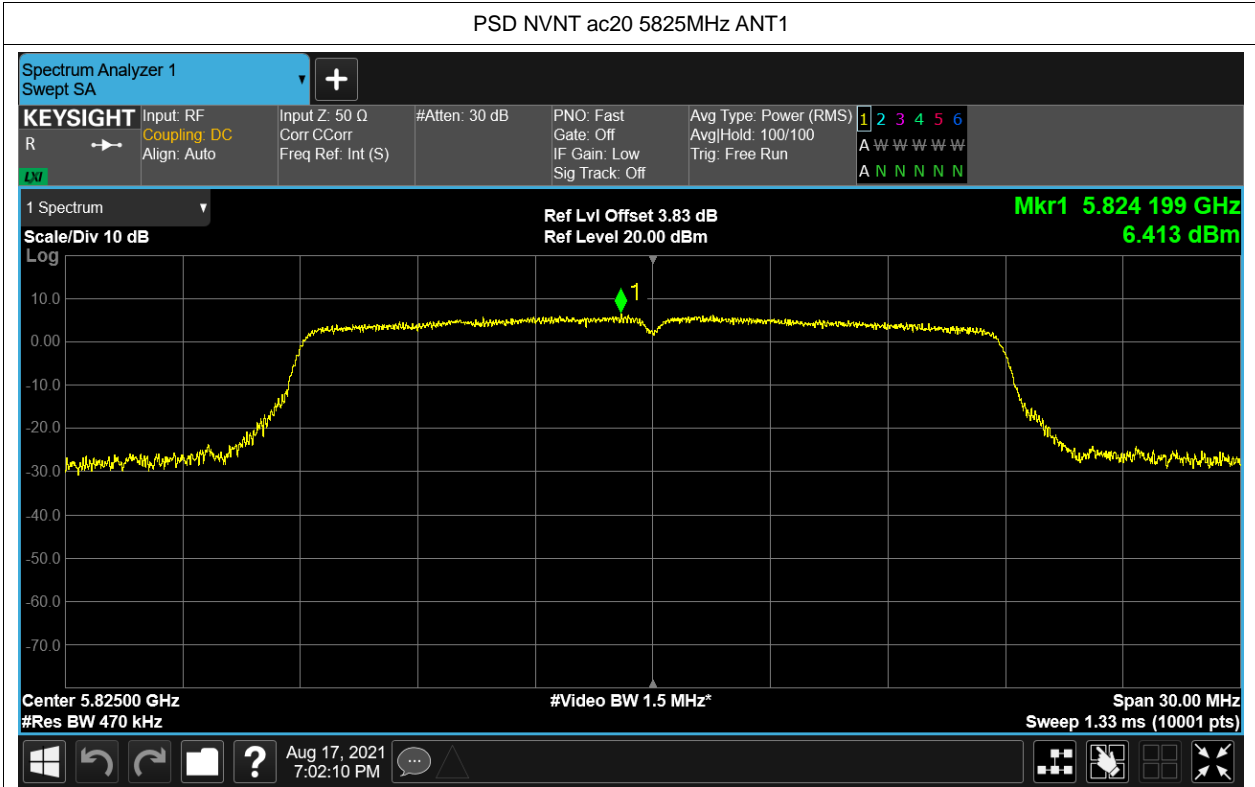 PSD NVNT ac20 5825MHz ANT1
Spectrum Analyzer 1
Swept SA
KEYSIGHT
R
LXI
Input: RF
Coupling: DC
Align: Auto
Input Z: 50 Ω
Corr CCorr
Freq Ref: Int (S)
#Atten: 30 dB
PNO: Fast
Gate: Off
IF Gain: Low
Sig Track: Off
Avg Type: Power (RMS)
Avg|Hold: 100/100
Trig: Free Run
1 2 3 4 5 6
A W W W W W
A N N N N N
1 Spectrum
Scale/Div 10 dB
Log
Ref Lvl Offset 3.83 dB
Ref Level 20.00 dBm
Mkr1 5.824 199 GHz
6.413 dBm
1
10.0
0.00
-10.0
-20.0
-30.0
-40.0
-50.0
-60.0
-70.0
Center 5.82500 GHz
#Res BW 470 kHz
#Video BW 1.5 MHz*
Span 30.00 MHz
Sweep 1.33 ms (10001 pts)
?
Aug 17, 2021
7:02:10 PM